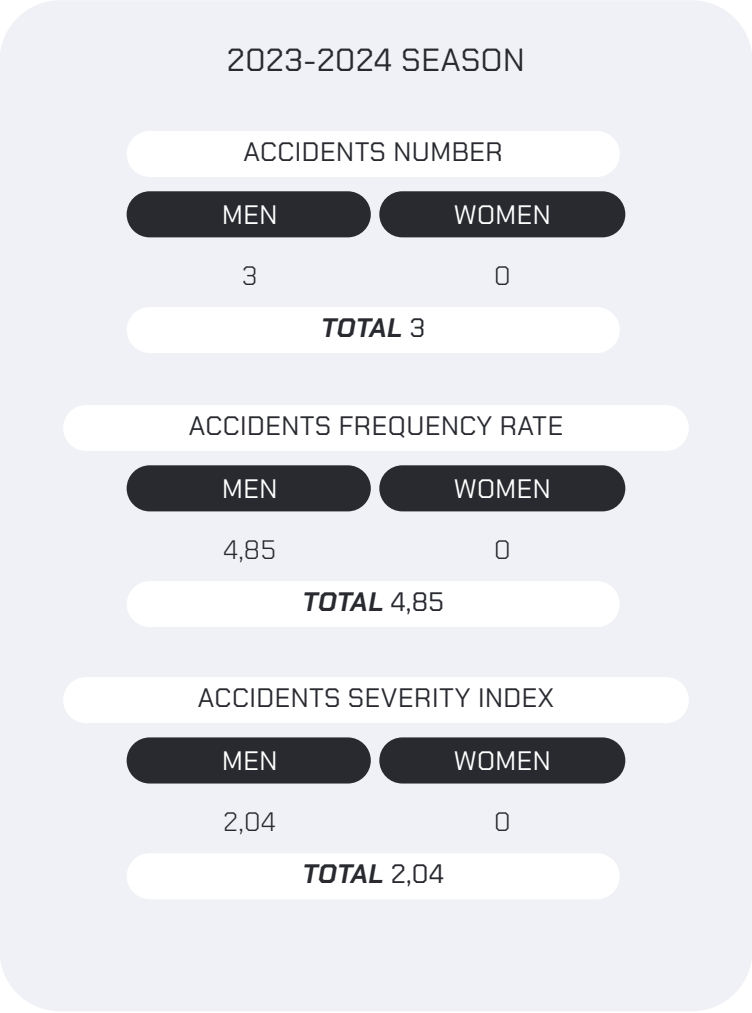 2023-2024 SEASON
ACCIDENTS NUMBER
MEN WOMEN
3 0
TOTAL 3
ACCIDENTS FREQUENCY RATE
MEN WOMEN
4,85 0
TOTAL 4,85
ACCIDENTS SEVERITY INDEX
MEN WOMEN
2,04 0
TOTAL 2,04